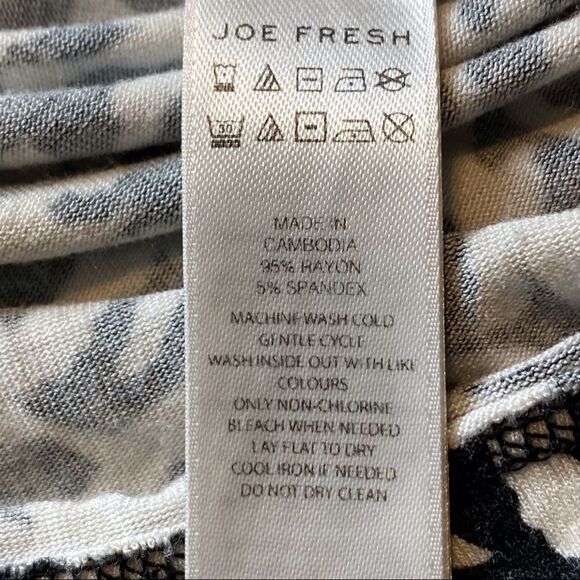 JOE FRESH
30
MADE IN
CAMBODIA
95% RAYON
5% SPANDEX
MACHINE WASH COLD
GENTLE CYCLE
WASH INSIDE OUT WITH LIKE
COLOURS
ONLY NON-CHLORINE
BLEACH WHEN NEEDED
LAY FLAT TO DRY
COOL IRON IF NEEDED
DO NOT DRY CLEAN